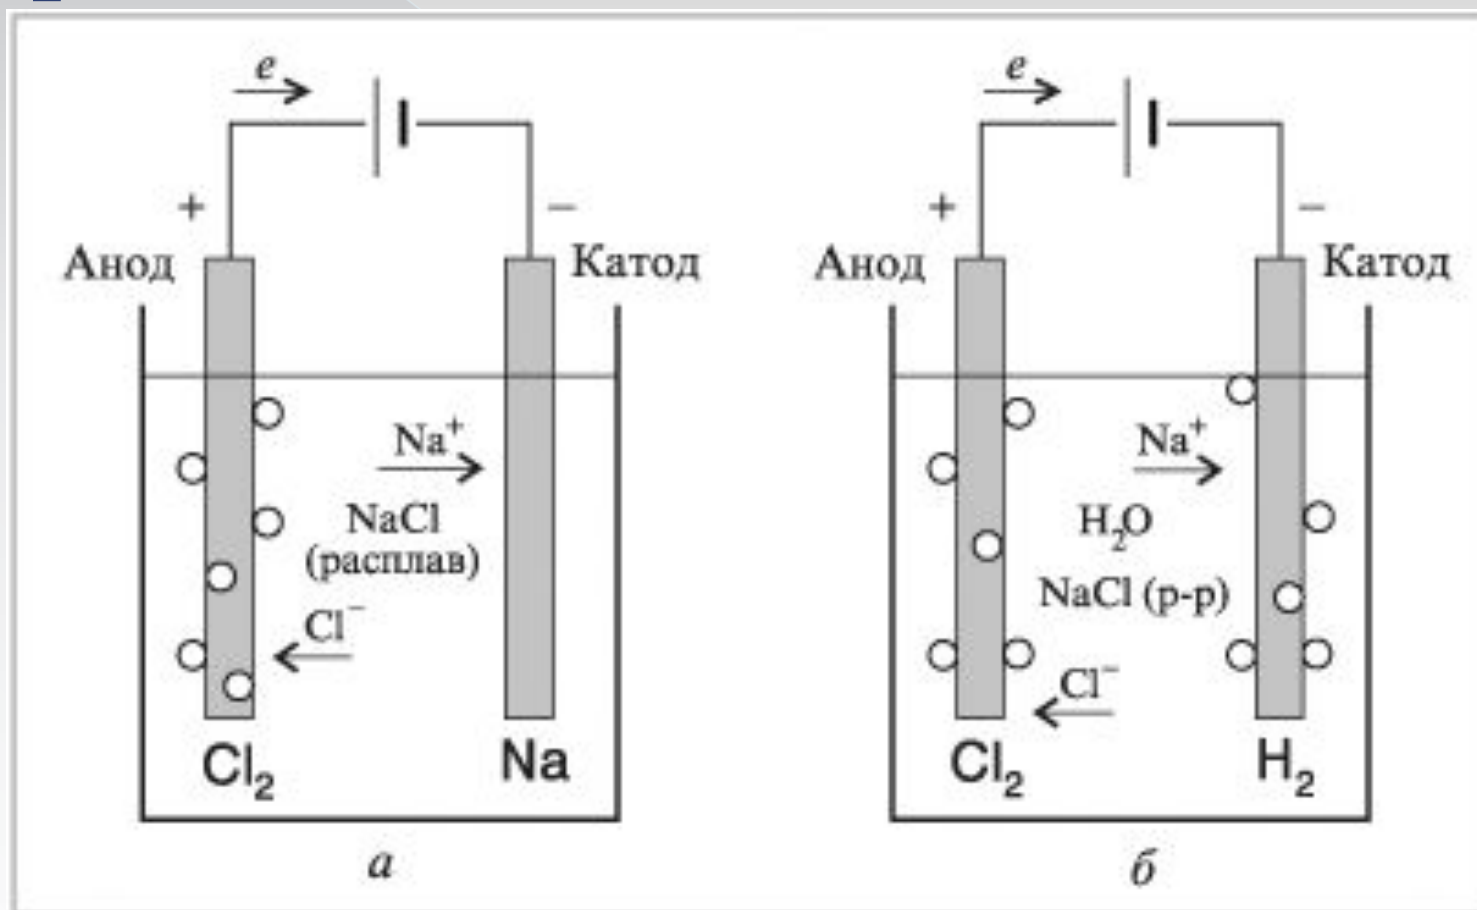 e
+
–
Анод
Катод
Na⁺
NaCl
(расплав)
Cl⁻
Cl₂
Na
а
e
+
–
Анод
Катод
Na⁺
H₂O
NaCl (р-р)
Cl⁻
Cl₂
H₂
б